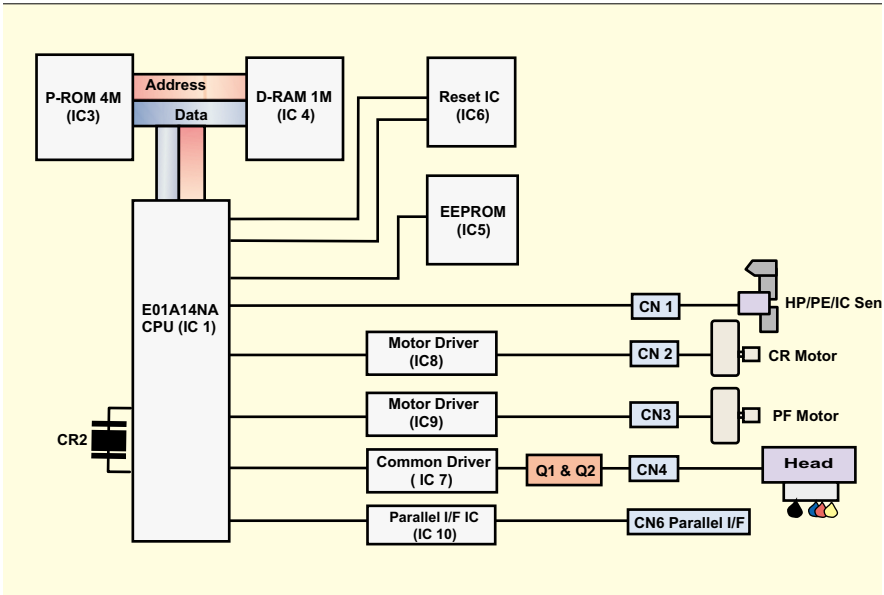 P-ROM 4M
(IC3)
Address
Data
D-RAM 1M
(IC 4)
Reset IC
(IC6)
EEPROM
(IC5)
E01A14NA
CPU (IC 1)
CN 1
HP/PE/IC Sen
Motor Driver
(IC8)
CN 2
CR Motor
Motor Driver
(IC9)
CN3
PF Motor
CR2
Common Driver
( IC 7)
Q1 & Q2
CN4
Head
Parallel I/F IC
(IC 10)
CN6 Parallel I/F